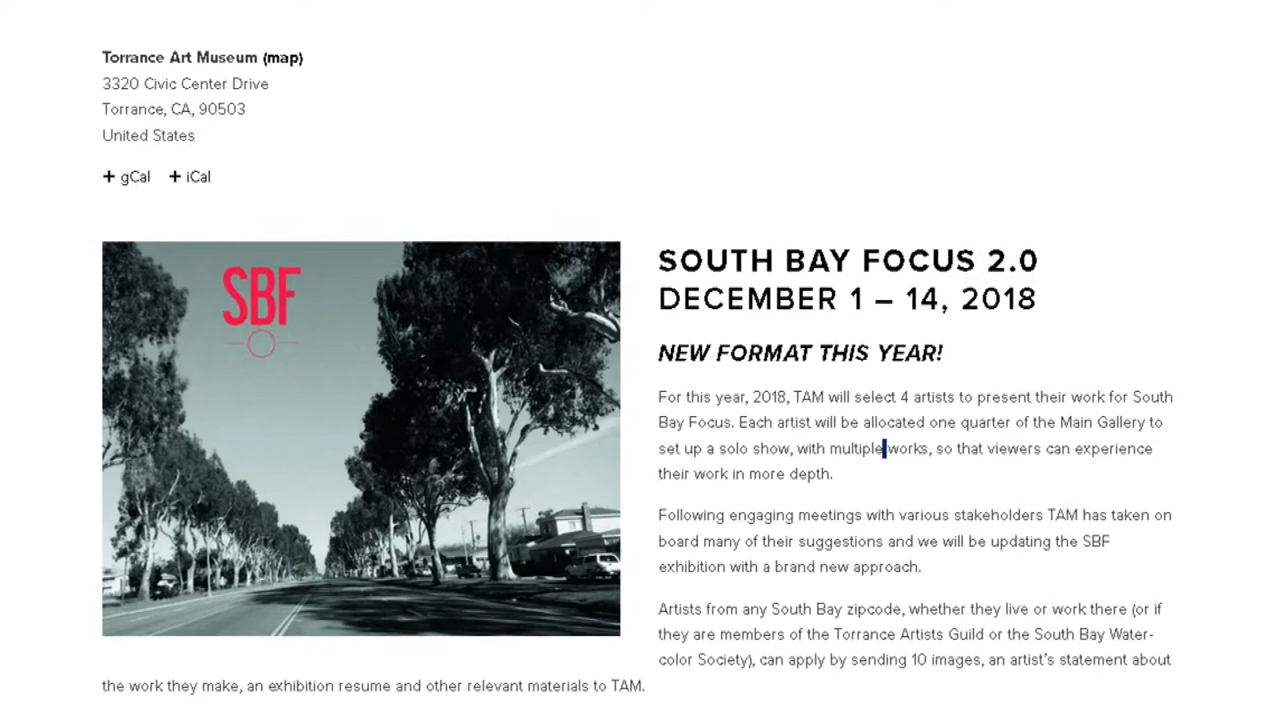 Torrance Art Museum (map)
3320 Civic Center Drive
Torrance, CA, 90503
United States
+ gCal + iCal
SBF
SOUTH BAY FOCUS 2.0
DECEMBER 1 – 14, 2018
NEW FORMAT THIS YEAR!
For this year, 2018, TAM will select 4 artists to present their work for South
Bay Focus. Each artist will be allocated one quarter of the Main Gallery to
set up a solo show, with multiple works, so that viewers can experience
their work in more depth.
Following engaging meetings with various stakeholders TAM has taken on
board many of their suggestions and we will be updating the SBF
exhibition with a brand new approach.
Artists from any South Bay zipcode, whether they live or work there (or if
they are members of the Torrance Artists Guild or the South Bay Water-
color Society), can apply by sending 10 images, an artist's statement about
the work they make, an exhibition resume and other relevant materials to TAM.